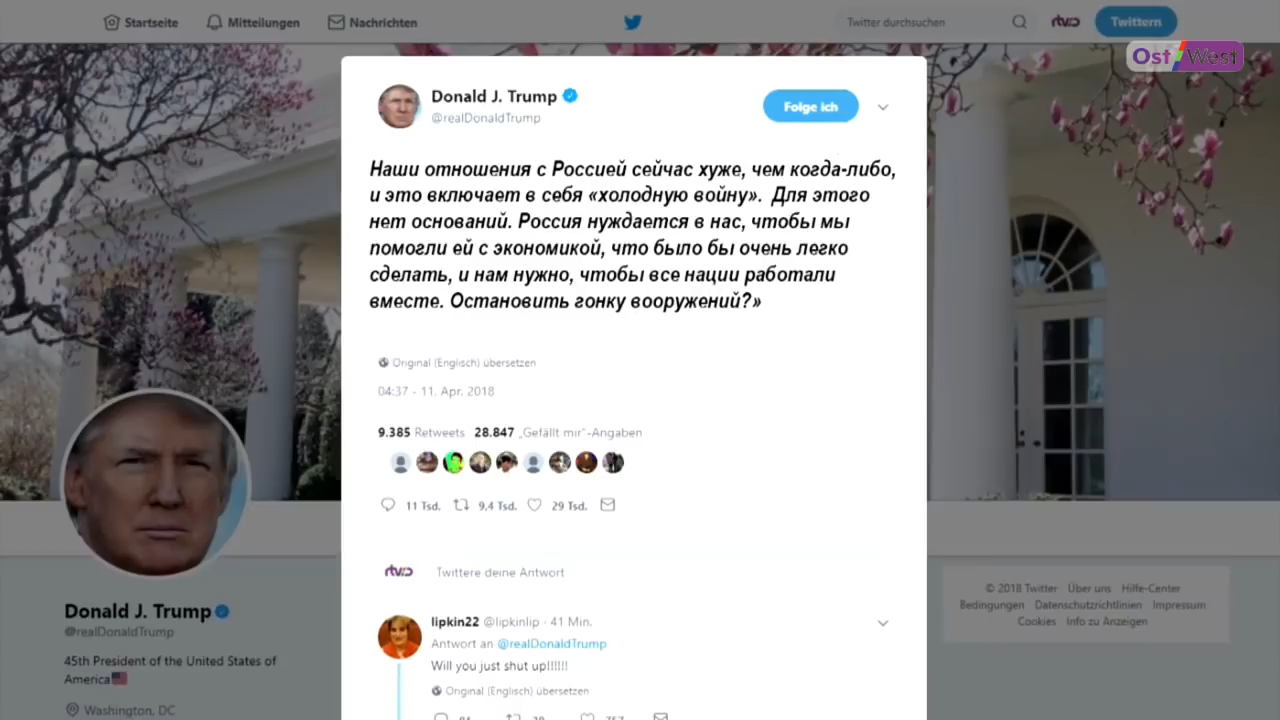 Startseite
Mitteilungen
Nachrichten
Twitter durchsuchen
rtvD
Twittern
Ost West
Donald J. Trump
@realDonaldTrump
Folge ich
Наши отношения с Россией сейчас хуже, чем когда-либо,
и это включает в себя «холодную войну». Для этого
нет оснований. Россия нуждается в нас, чтобы мы
помогли ей с экономикой, что было бы очень легко
сделать, и нам нужно, чтобы все нации работали
вместе. Остановить гонку вооружений?»
Original (Englisch) übersetzen
04:37 - 11. Apr. 2018
9.385 Retweets 28.847 „Gefällt mir“-Angaben
11 Tsd. 9,4 Tsd. 29 Tsd.
rtvD
Twittere deine Antwort
lipkin22 @lipkinlip · 41 Min.
Antwort an @realDonaldTrump
Will you just shut up!!!!!!
Original (Englisch) übersetzen
Donald J. Trump
@realDonaldTrump
45th President of the United States of
America
Washington, DC
© 2018 Twitter Über uns Hilfe-Center
Bedingungen Datenschutzrichtlinien Impressum
Cookies Info zu Anzeigen